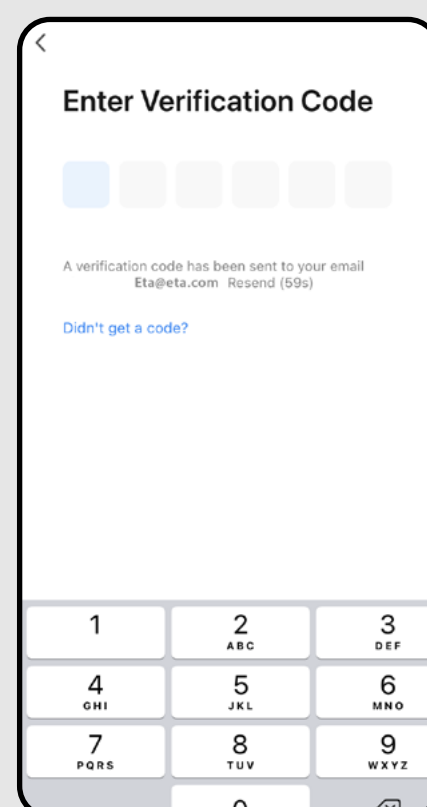 Enter Verification Code
A verification code has been sent to your email
Eta@eta.com Resend (59s)
Didn't get a code?
1 2 3
ABC DEF
4 5 6
GHI JKL MNO
7 8 9
PQRS TUV WXYZ
0